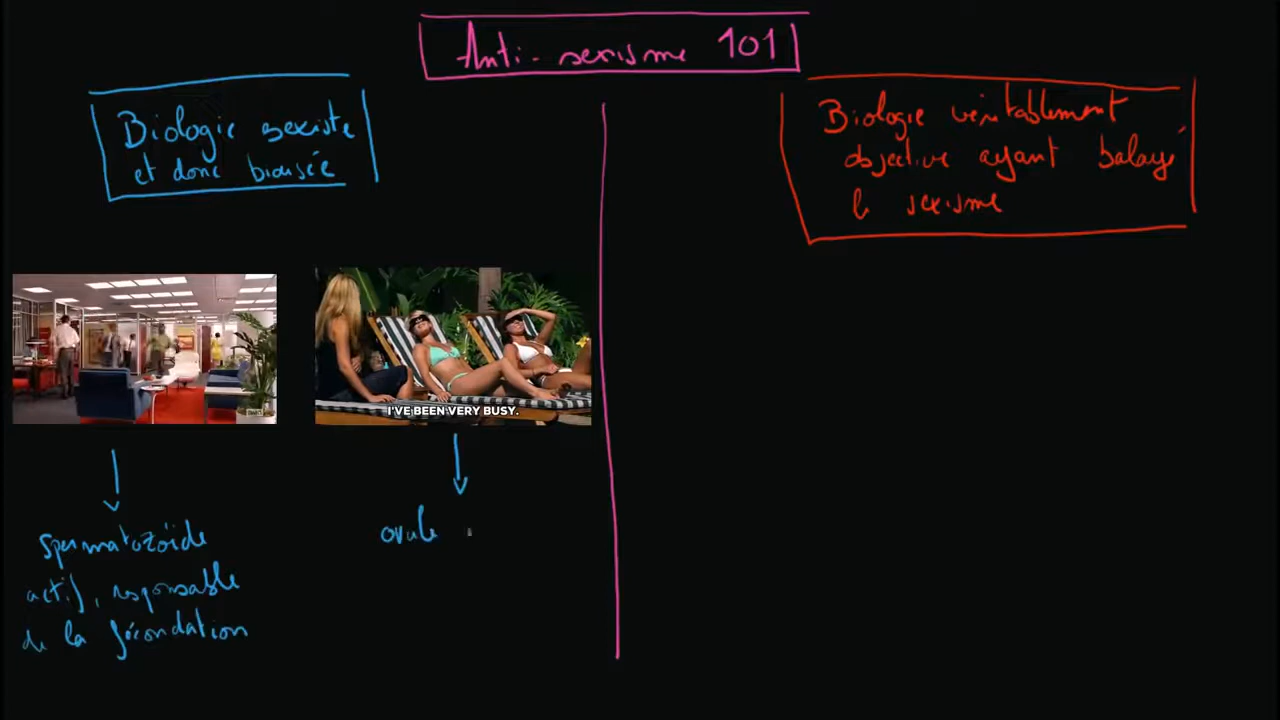 Anti-sexisme 101
Biologie sexiste
et donc biaisée
Biologie véritablement
objective ayant balayé
le sexisme
I'VE BEEN VERY BUSY.
spermatozoïde
actif, responsable
de la fécondation
ovule